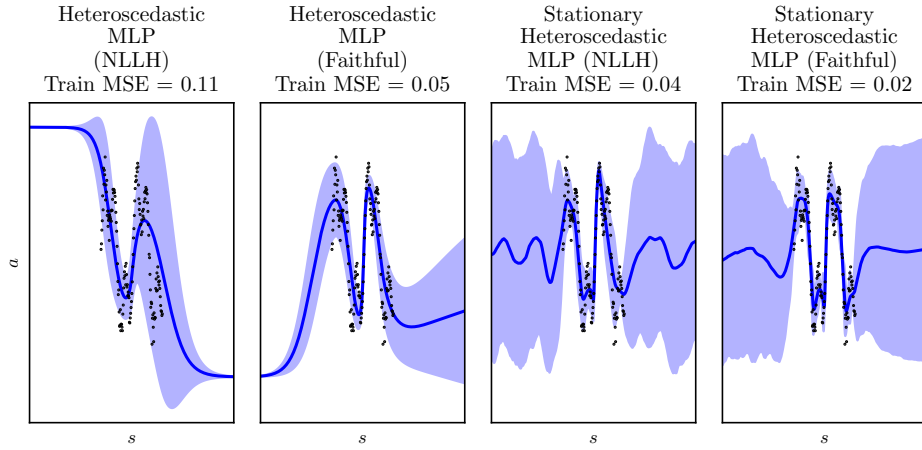 Heteroscedastic
MLP
(NLLH)
Train MSE = 0.11
Heteroscedastic
MLP
(Faithful)
Train MSE = 0.05
Stationary
Heteroscedastic
MLP (NLLH)
Train MSE = 0.04
Stationary
Heteroscedastic
MLP (Faithful)
Train MSE = 0.02
a
s
s
s
s